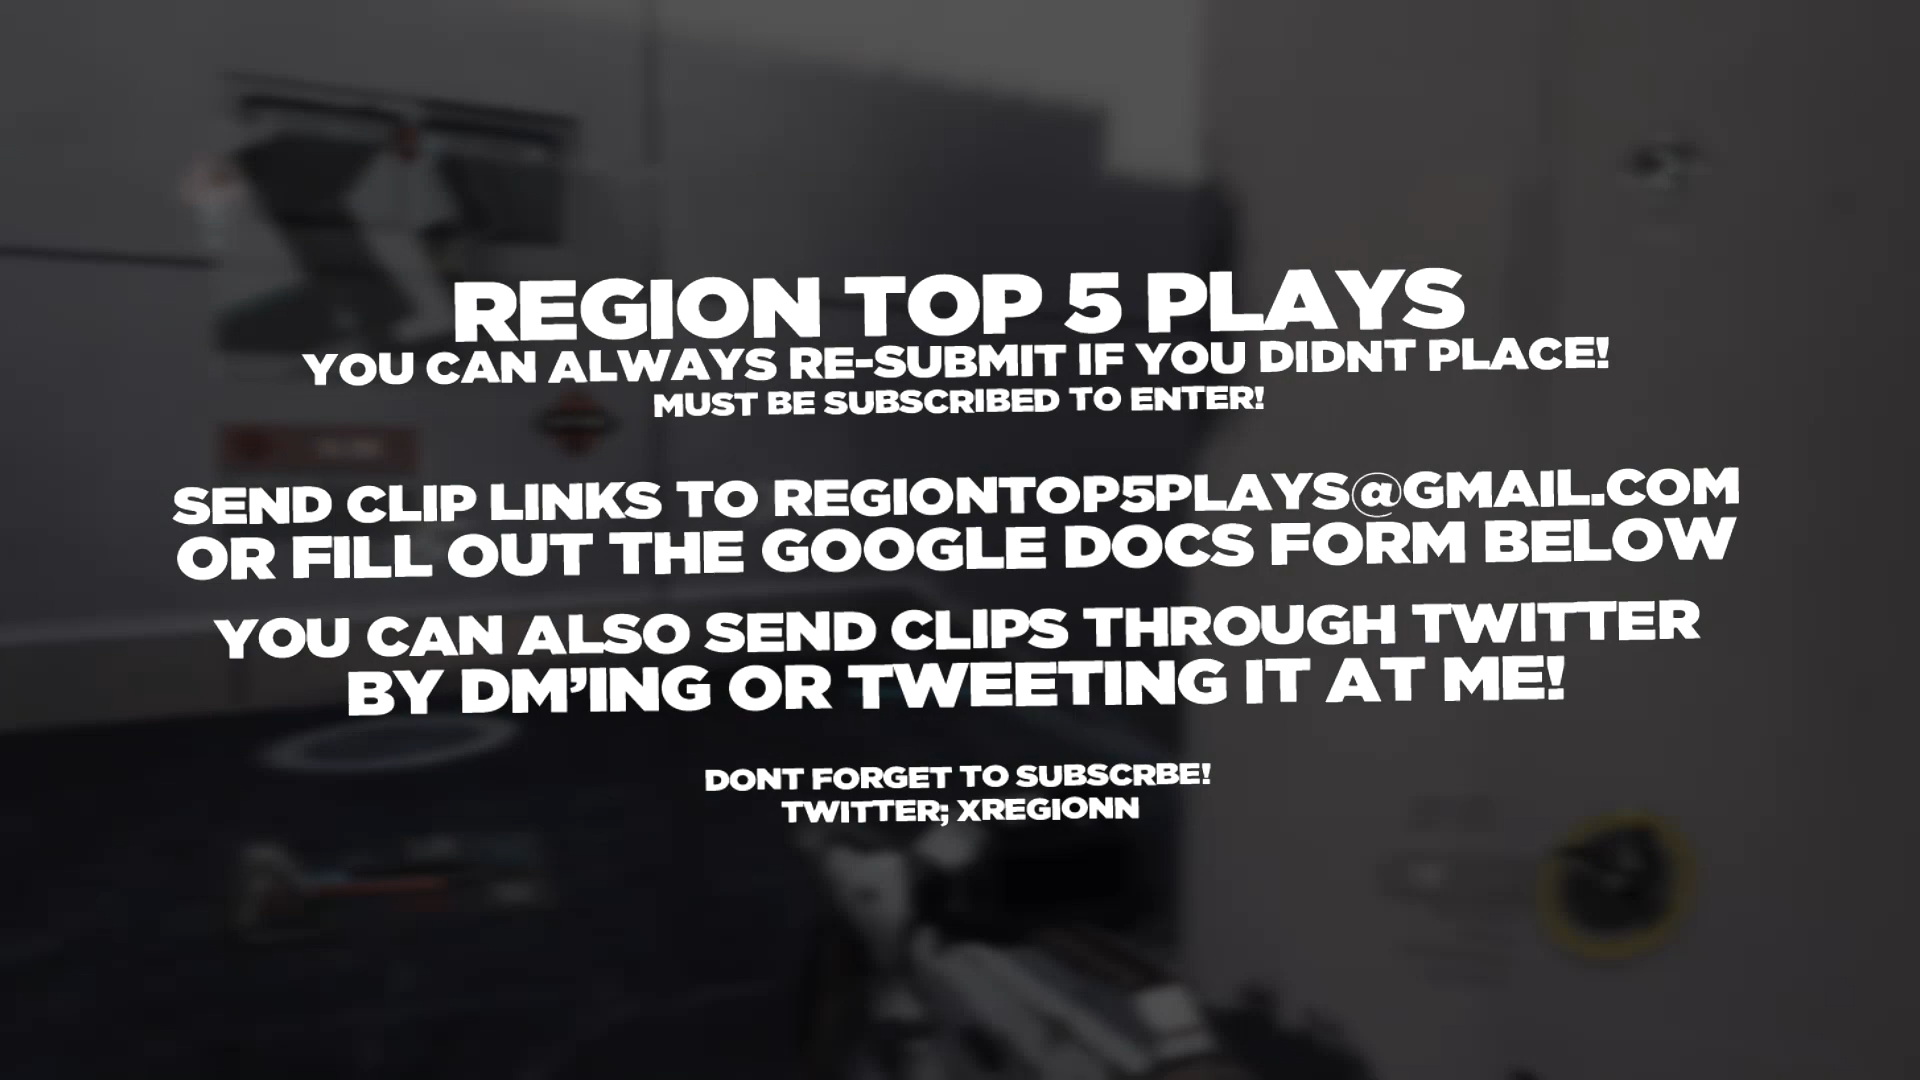 REGION TOP 5 PLAYS
YOU CAN ALWAYS RE-SUBMIT IF YOU DIDNT PLACE!
MUST BE SUBSCRIBED TO ENTER!
SEND CLIP LINKS TO REGIONTOP5PLAYS@GMAIL.COM
OR FILL OUT THE GOOGLE DOCS FORM BELOW
YOU CAN ALSO SEND CLIPS THROUGH TWITTER
BY DM'ING OR TWEETING IT AT ME!
DONT FORGET TO SUBSCRBE!
TWITTER; XREGIONN